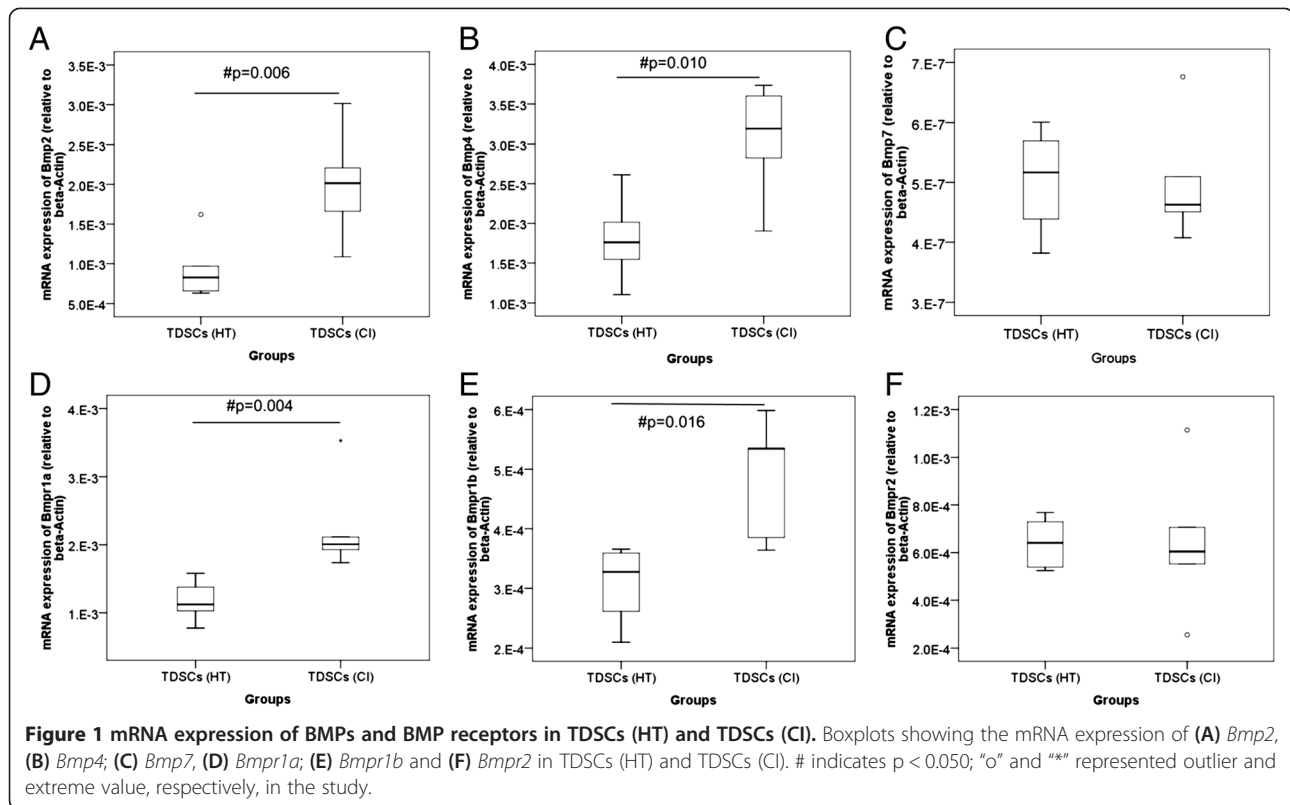 A
mRNA expression of Bmp2 (relative to
beta-Actin)
3.5E-3
3.0E-3
2.5E-3
2.0E-3
1.5E-3
1.0E-3
5.0E-4
#p=0.006
TDSCs (HT)
TDSCs (CI)
Groups
B
mRNA expression of Bmp4 (relative to
beta-Actin)
4.0E-3
3.5E-3
3.0E-3
2.5E-3
2.0E-3
1.5E-3
1.0E-3
#p=0.010
TDSCs (HT)
TDSCs (CI)
Groups
C
mRNA expression of Bmp7 (relative to
beta-Actin)
7.E-7
6.E-7
5.E-7
4.E-7
3.E-7
TDSCs (HT)
TDSCs (CI)
Groups
D
mRNA expression of Bmpr1a (relative to
beta-Actin)
4.E-3
3.E-3
2.E-3
1.E-3
#p=0.004
TDSCs (HT)
TDSCs (CI)
Groups
E
mRNA expression of Bmpr1b (relative to
beta-Actin)
6.E-4
5.E-4
4.E-4
3.E-4
2.E-4
#p=0.016
TDSCs (HT)
TDSCs (CI)
Groups
F
mRNA expression of Bmpr2 (relative to
beta-Actin)
1.2E-3
1.0E-3
8.0E-4
6.0E-4
4.0E-4
2.0E-4
TDSCs (HT)
TDSCs (CI)
Groups
Figure 1 mRNA expression of BMPs and BMP receptors in TDSCs (HT) and TDSCs (CI). Boxplots showing the mRNA expression of (A) Bmp2,
(B) Bmp4; (C) Bmp7, (D) Bmpr1a; (E) Bmpr1b and (F) Bmpr2 in TDSCs (HT) and TDSCs (CI). # indicates p < 0.050; "o" and "*" represented outlier and
extreme value, respectively, in the study.